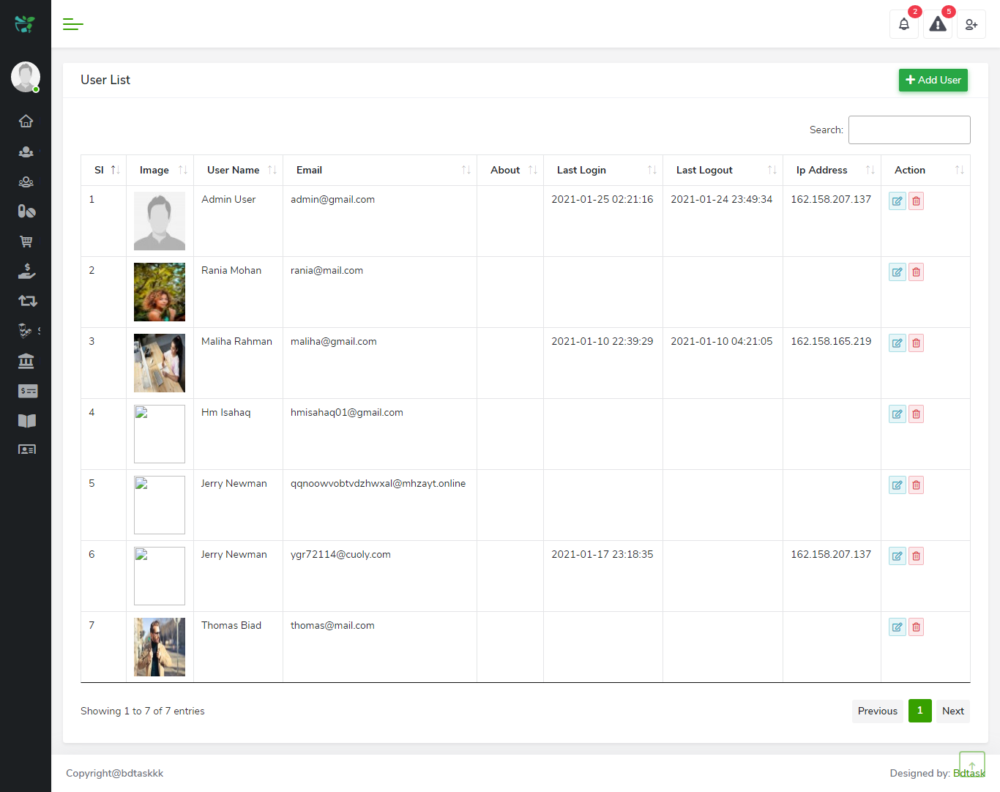 2 5
User List
Add User
Search:
Sl Image User Name Email About Last Login Last Logout Ip Address Action
1 Admin User admin@gmail.com 2021-01-25 02:21:16 2021-01-24 23:49:34 162.158.207.137
2 Rania Mohan rania@mail.com
3 Maliha Rahman maliha@gmail.com 2021-01-10 22:39:29 2021-01-10 04:21:05 162.158.165.219
4 Hm Isahaq hmisahaq01@gmail.com
5 Jerry Newman qqnoowvobtvdzhwxal@mhzayt.online
6 Jerry Newman ygr72114@cuoly.com 2021-01-17 23:18:35 162.158.207.137
7 Thomas Biad thomas@mail.com
Showing 1 to 7 of 7 entries
Previous 1 Next
Copyright@bdtaskkk
Designed by: Bdtask